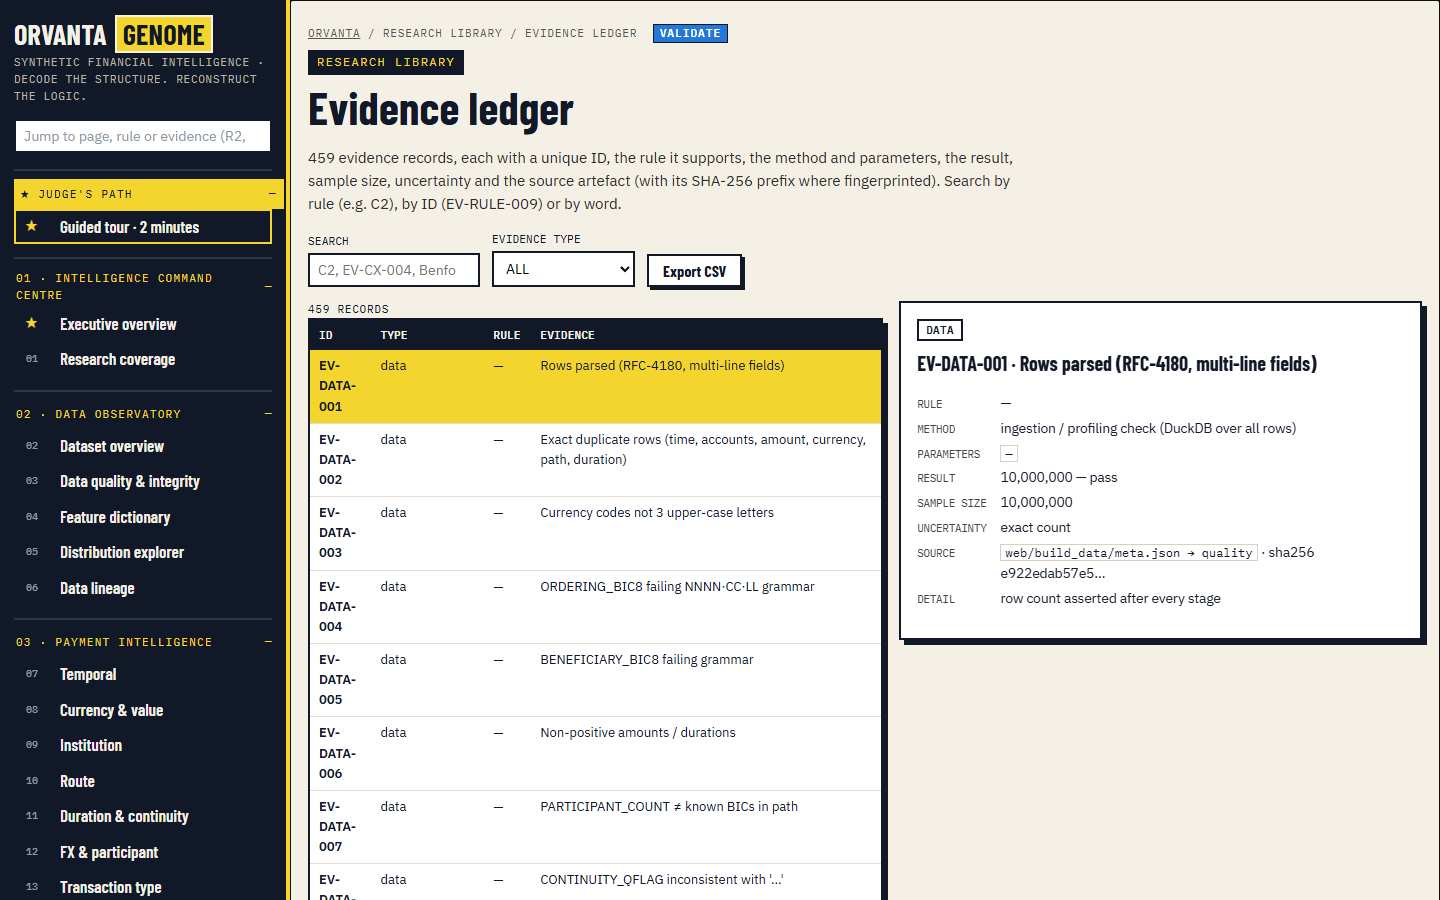 ORVANTA GENOME
SYNTHETIC FINANCIAL INTELLIGENCE ·
DECODE THE STRUCTURE. RECONSTRUCT
THE LOGIC.
Jump to page, rule or evidence (R2,
★ JUDGE'S PATH –
★ Guided tour · 2 minutes
01 · INTELLIGENCE COMMAND
CENTRE –
★ Executive overview
01 Research coverage
02 · DATA OBSERVATORY –
02 Dataset overview
03 Data quality & integrity
04 Feature dictionary
05 Distribution explorer
06 Data lineage
03 · PAYMENT INTELLIGENCE –
07 Temporal
08 Currency & value
09 Institution
10 Route
11 Duration & continuity
12 FX & participant
13 Transaction type
ORVANTA / RESEARCH LIBRARY / EVIDENCE LEDGER VALIDATE
RESEARCH LIBRARY
Evidence ledger
459 evidence records, each with a unique ID, the rule it supports, the method and parameters, the result,
sample size, uncertainty and the source artefact (with its SHA-256 prefix where fingerprinted). Search by
rule (e.g. C2), by ID (EV-RULE-009) or by word.
SEARCH
C2, EV-CX-004, Benfo
EVIDENCE TYPE
ALL
Export CSV
459 RECORDS
ID TYPE RULE EVIDENCE
EV-DATA-001 data — Rows parsed (RFC-4180, multi-line fields)
EV-DATA-002 data — Exact duplicate rows (time, accounts, amount, currency,
path, duration)
EV-DATA-003 data — Currency codes not 3 upper-case letters
EV-DATA-004 data — ORDERING_BIC8 failing NNNN·CC·LL grammar
EV-DATA-005 data — BENEFICIARY_BIC8 failing grammar
EV-DATA-006 data — Non-positive amounts / durations
EV-DATA-007 data — PARTICIPANT_COUNT ≠ known BICs in path
EV-DATA- data — CONTINUITY_QFLAG inconsistent with '...'
DATA
EV-DATA-001 · Rows parsed (RFC-4180, multi-line fields)
RULE —
METHOD ingestion / profiling check (DuckDB over all rows)
PARAMETERS —
RESULT 10,000,000 — pass
SAMPLE SIZE 10,000,000
UNCERTAINTY exact count
SOURCE web/build_data/meta.json → quality · sha256
e922edab57e5…
DETAIL row count asserted after every stage